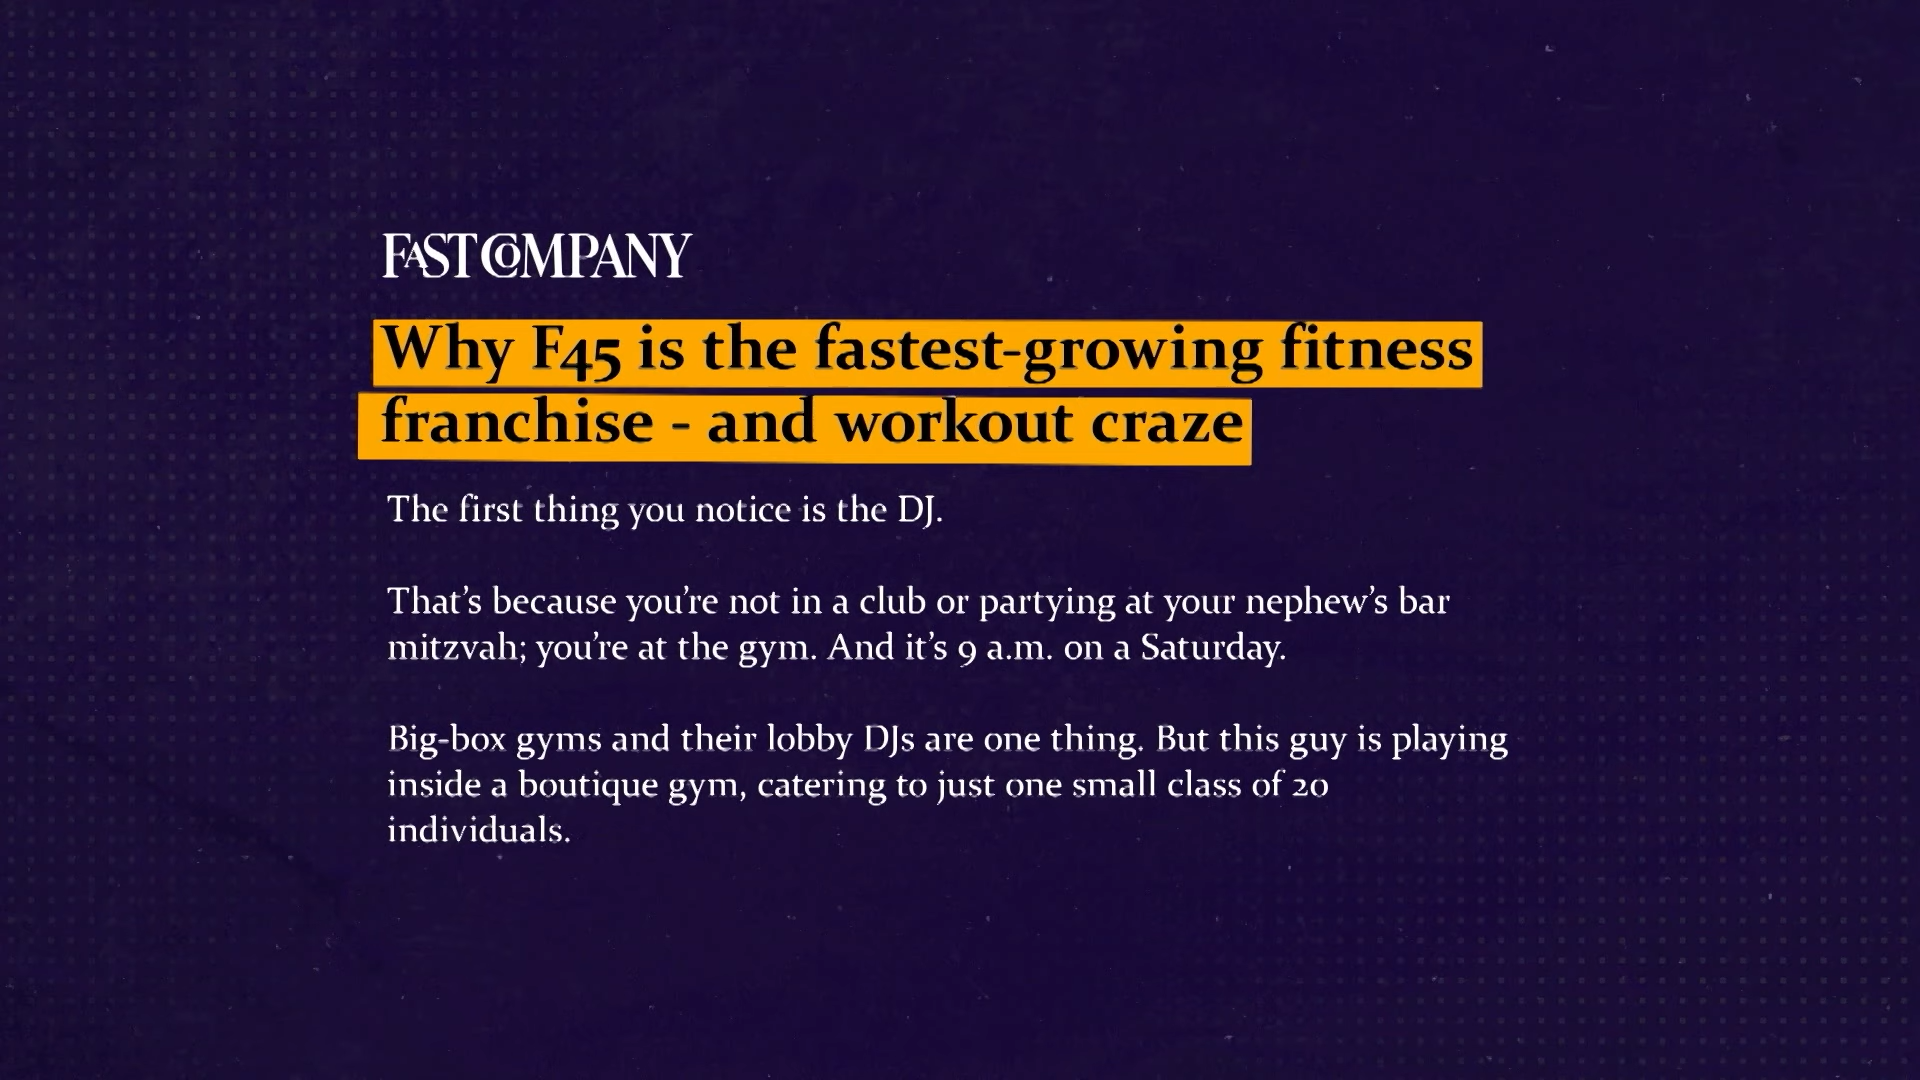 FAST COMPANY
Why F45 is the fastest-growing fitness
franchise - and workout craze
The first thing you notice is the DJ.
That’s because you’re not in a club or partying at your nephew’s bar
mitzvah; you’re at the gym. And it’s 9 a.m. on a Saturday.
Big-box gyms and their lobby DJs are one thing. But this guy is playing
inside a boutique gym, catering to just one small class of 20
individuals.